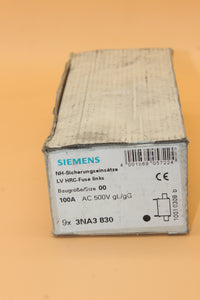 SIEMENS
NH-Sicherungseinsätze
LV HRC-Fuse links
Baugröße/Size 00
100A AC 500V gL/gG
9x 3NA3 830
CE